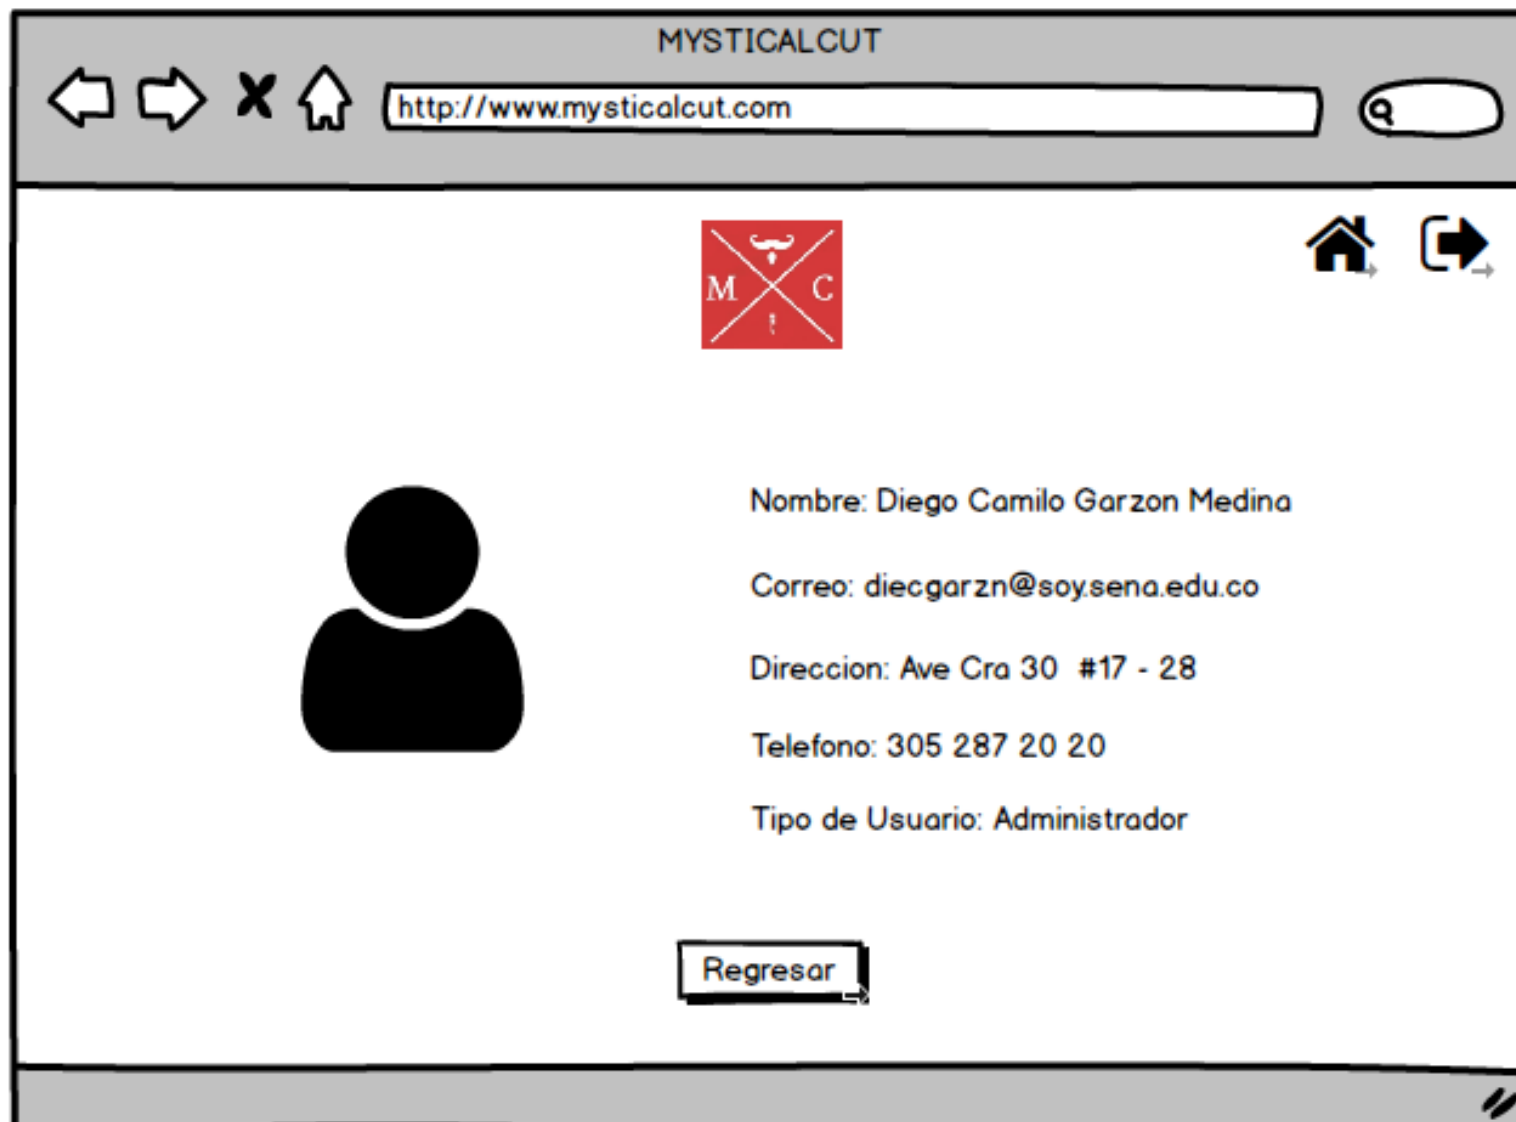 MYSTICALCUT
http://www.mysticalcut.com
M C
Nombre: Diego Camilo Garzon Medina
Correo: diecgarzn@soy.sena.edu.co
Direccion: Ave Cra 30 #17 - 28
Telefono: 305 287 20 20
Tipo de Usuario: Administrador
Regresar